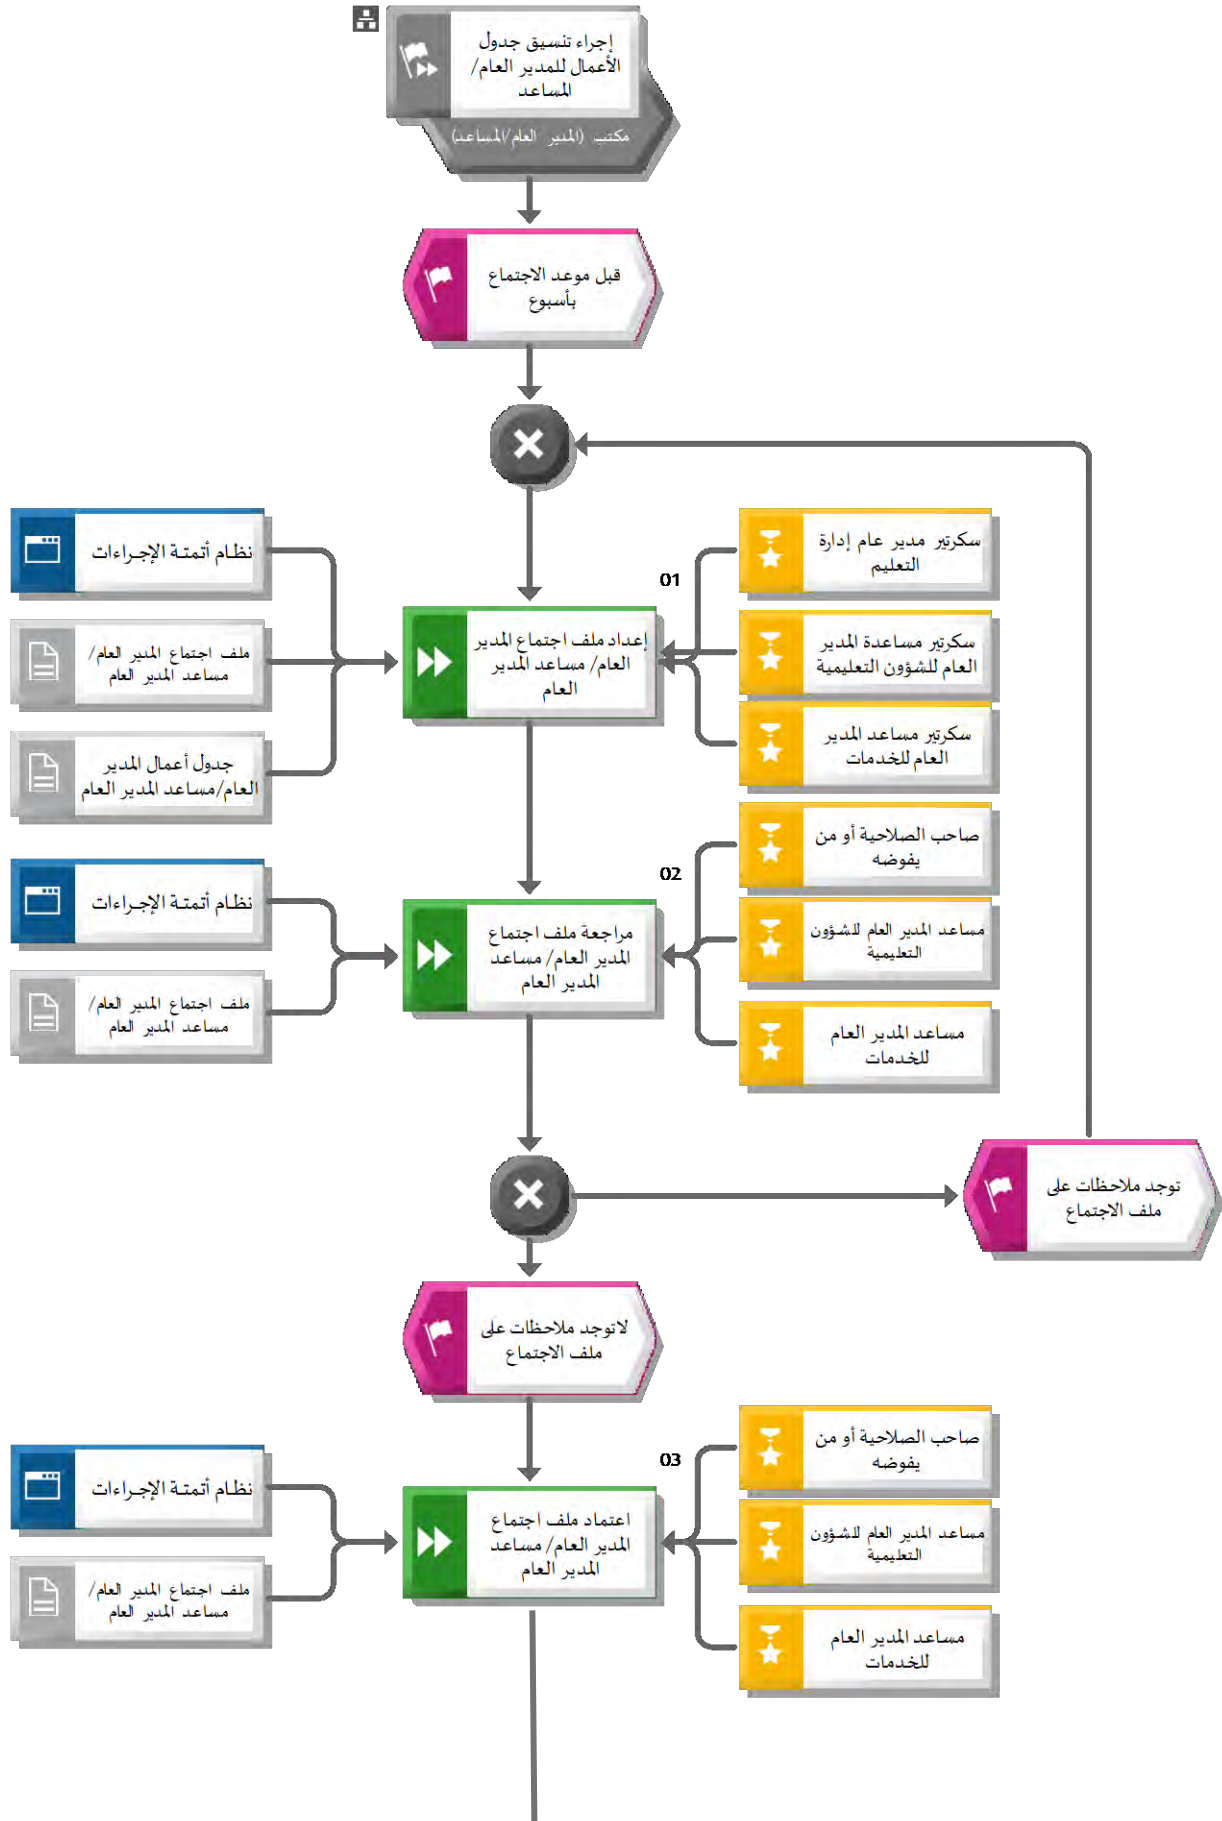 إجراء تنسيق جدول
الأعمال للمدير العام/
المساعد
مكتب (المدير العام/المساعد)
قبل موعد الاجتماع
بأسبوع
نظام أتمتة الإجراءات
ملف اجتماع المدير العام/
مساعد المدير العام
جدول أعمال المدير
العام/مساعد المدير العام
01
إعداد ملف اجتماع المدير
العام/ مساعد المدير
العام
سكرتير مدير عام إدارة
التعليم
سكرتير مساعدة المدير
العام للشؤون التعليمية
سكرتير مساعد المدير
العام للخدمات
نظام أتمتة الإجراءات
ملف اجتماع المدير العام/
مساعد المدير العام
02
مراجعة ملف اجتماع
المدير العام/ مساعد
المدير العام
صاحب الصلاحية أو من
يفوضه
مساعد المدير العام للشؤون
التعليمية
مساعد المدير العام
للخدمات
توجد ملاحظات على
ملف الاجتماع
لاتوجد ملاحظات على
ملف الاجتماع
نظام أتمتة الإجراءات
ملف اجتماع المدير العام/
مساعد المدير العام
03
اعتماد ملف اجتماع
المدير العام/ مساعد
المدير العام
صاحب الصلاحية أو من
يفوضه
مساعد المدير العام للشؤون
التعليمية
مساعد المدير العام
للخدمات